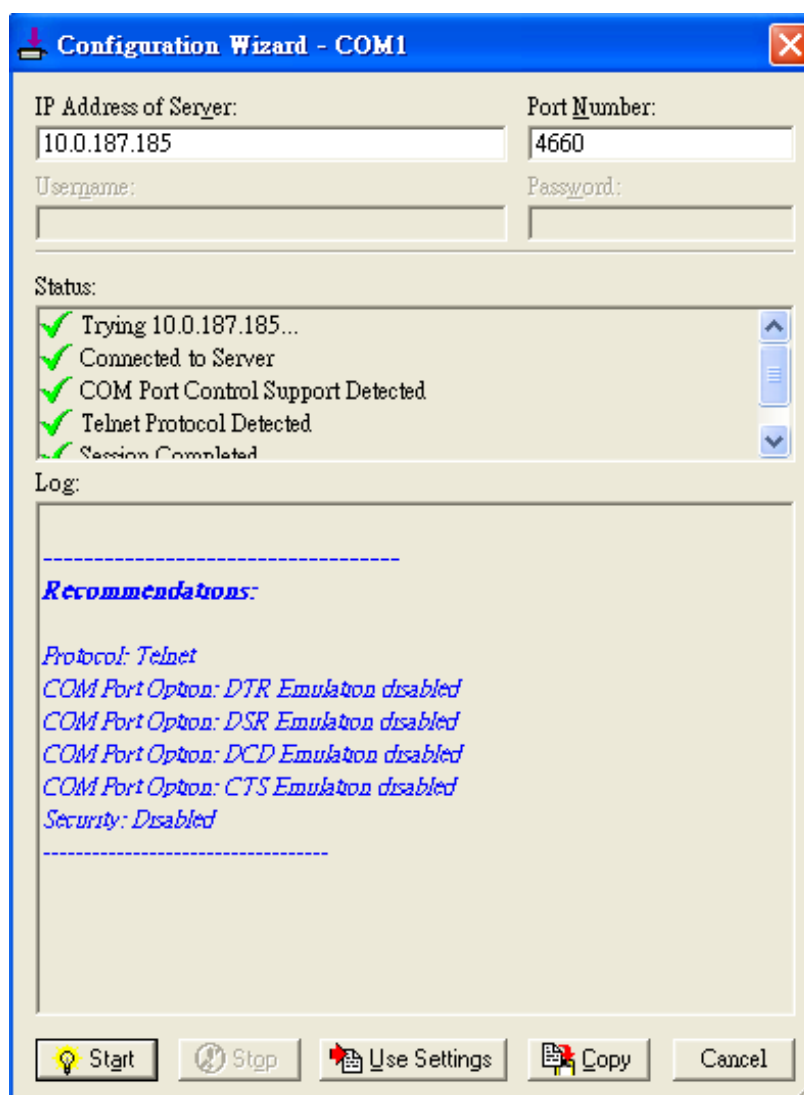 Configuration Wizard - COM1
IP Address of Server: Port Number:
10.0.187.185 4660
Username: Password:
Status:
Trying 10.0.187.185...
Connected to Server
COM Port Control Support Detected
Telnet Protocol Detected
Session Completed
Log:
----------------------------------
Recommendations:
Protocol: Telnet
COM Port Option: DTR Emulation disabled
COM Port Option: DSR Emulation disabled
COM Port Option: DCD Emulation disabled
COM Port Option: CTS Emulation disabled
Security: Disabled
----------------------------------
Start Stop Use Settings Copy Cancel